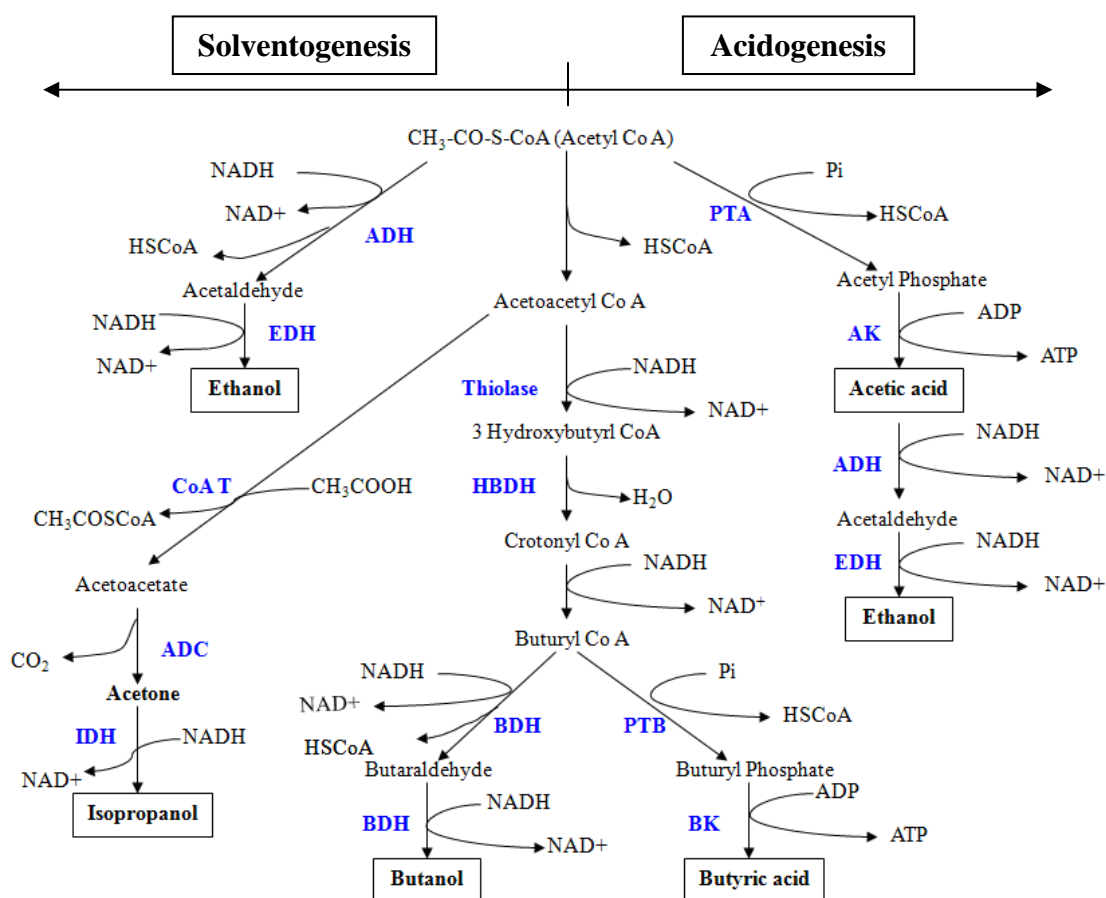 Solventogenesis
Acidogenesis
CH3-CO-S-CoA (Acetyl Co A)
NADH
Pi
NAD+
PTA
HSCoA
HSCoA
ADH
HSCoA
Acetaldehyde
Acetoacetyl Co A
Acetyl Phosphate
NADH
EDH
ADP
NAD+
AK
ATP
Ethanol
Thiolase
NADH
Acetic acid
NAD+
3 Hydroxybutyrl CoA
NADH
ADH
NAD+
CoA T
CH3COOH
HBDH
H2O
CH3COSCoA
Acetaldehyde
Crotonyl Co A
NADH
NADH
EDH
NAD+
Acetoacetate
NAD+
Ethanol
ADC
CO2
Buturyl Co A
NADH
Pi
Acetone
NAD+
BDH
PTB
HSCoA
IDH
NADH
HSCoA
NAD+
Butaraldehyde
Buturyl Phosphate
Isopropanol
NADH
ADP
BDH
BK
NAD+
ATP
Butanol
Butyric acid